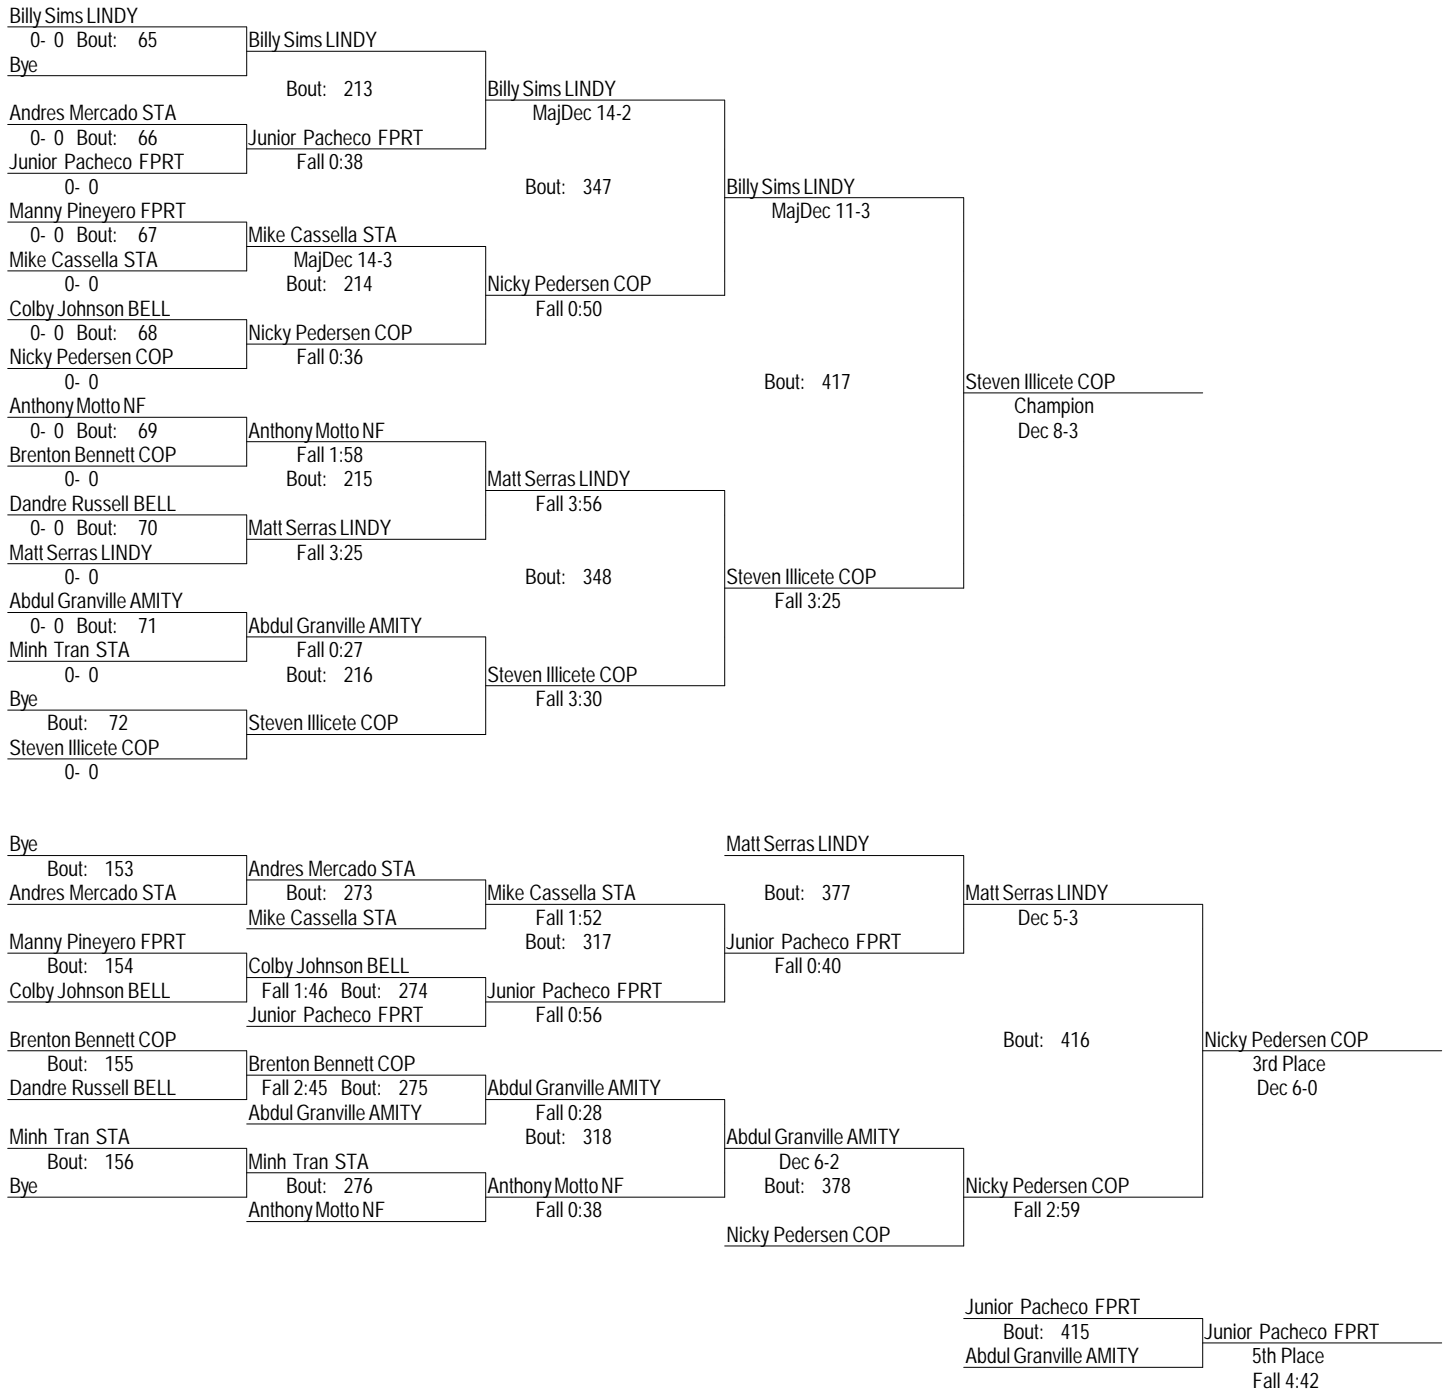 Billy Sims LINDY
0- 0 Bout: 65 Billy Sims LINDY
Bye
Bout: 213 Billy Sims LINDY
Andres Mercado STA MajDec 14-2
0- 0 Bout: 66 Junior Pacheco FPRT
Junior Pacheco FPRT Fall 0:38
0- 0 Bout: 347 Billy Sims LINDY
Manny Pineyero FPRT MajDec 11-3
0- 0 Bout: 67 Mike Cassella STA
Mike Cassella STA MajDec 14-3
0- 0 Bout: 214 Nicky Pedersen COP
Colby Johnson BELL Fall 0:50
0- 0 Bout: 68 Nicky Pedersen COP
Nicky Pedersen COP Fall 0:36
0- 0 Bout: 417 Steven Illicete COP
Anthony Motto NF Champion
0- 0 Bout: 69 Anthony Motto NF Dec 8-3
Brenton Bennett COP Fall 1:58
0- 0 Bout: 215 Matt Serras LINDY
Dandre Russell BELL Fall 3:56
0- 0 Bout: 70 Matt Serras LINDY
Matt Serras LINDY Fall 3:25
0- 0 Bout: 348 Steven Illicete COP
Abdul Granville AMITY Fall 3:25
0- 0 Bout: 71 Abdul Granville AMITY
Minh Tran STA Fall 0:27
0- 0 Bout: 216 Steven Illicete COP
Bye Fall 3:30
Bout: 72 Steven Illicete COP
Steven Illicete COP
0- 0
Bye Matt Serras LINDY
Bout: 153 Andres Mercado STA
Andres Mercado STA Bout: 273 Mike Cassella STA Bout: 377 Matt Serras LINDY
Mike Cassella STA Fall 1:52 Dec 5-3
Manny Pineyero FPRT Bout: 317 Junior Pacheco FPRT
Bout: 154 Colby Johnson BELL Fall 0:40
Colby Johnson BELL Fall 1:46 Bout: 274 Junior Pacheco FPRT
Junior Pacheco FPRT Fall 0:56
Brenton Bennett COP Bout: 416 Nicky Pedersen COP
Bout: 155 Brenton Bennett COP 3rd Place
Dandre Russell BELL Fall 2:45 Bout: 275 Abdul Granville AMITY Dec 6-0
Abdul Granville AMITY Fall 0:28
Minh Tran STA Bout: 318 Abdul Granville AMITY
Bout: 156 Minh Tran STA Dec 6-2
Bye Bout: 276 Anthony Motto NF Bout: 378 Nicky Pedersen COP
Anthony Motto NF Fall 0:38 Fall 2:59
Nicky Pedersen COP
Junior Pacheco FPRT
Bout: 415 Junior Pacheco FPRT
Abdul Granville AMITY 5th Place
Fall 4:42